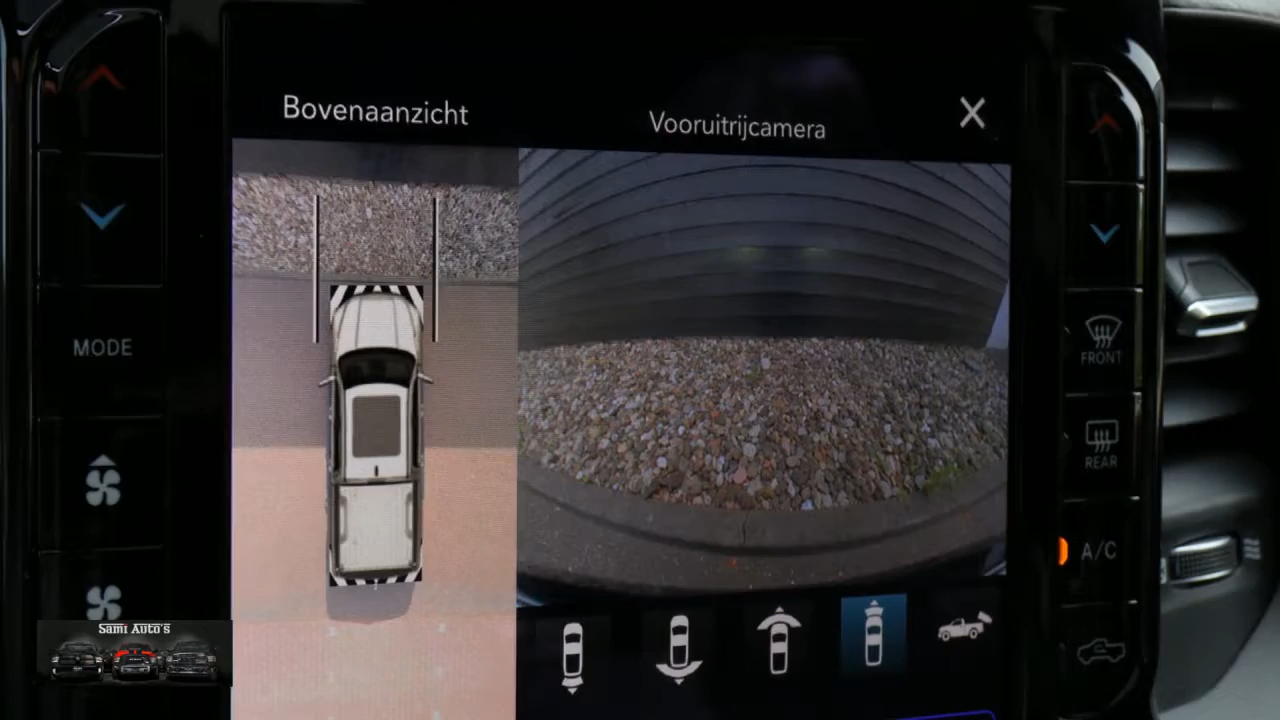 Bovenaanzicht
Vooruitrijcamera
MODE
FRONT
REAR
A/C
Sami Auto's